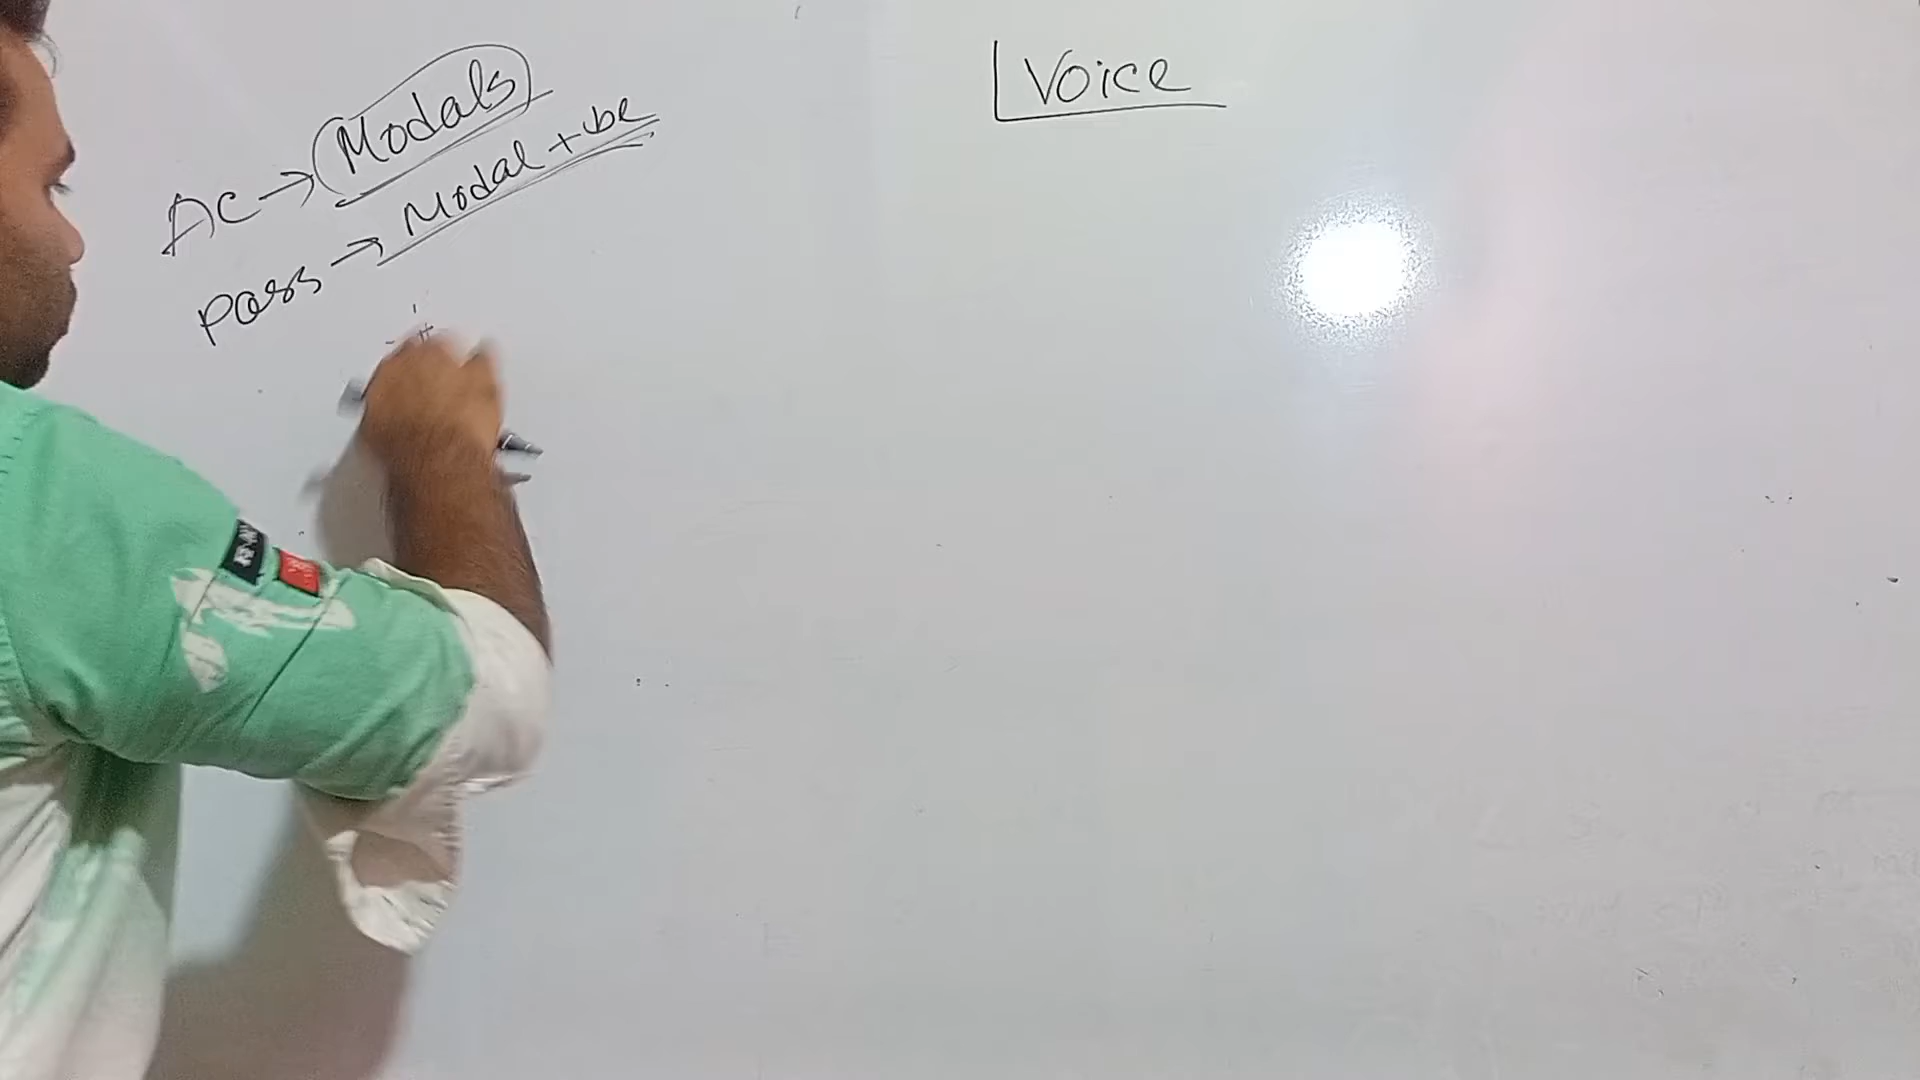 AC → Modals
Pass → Modal + be
Voice